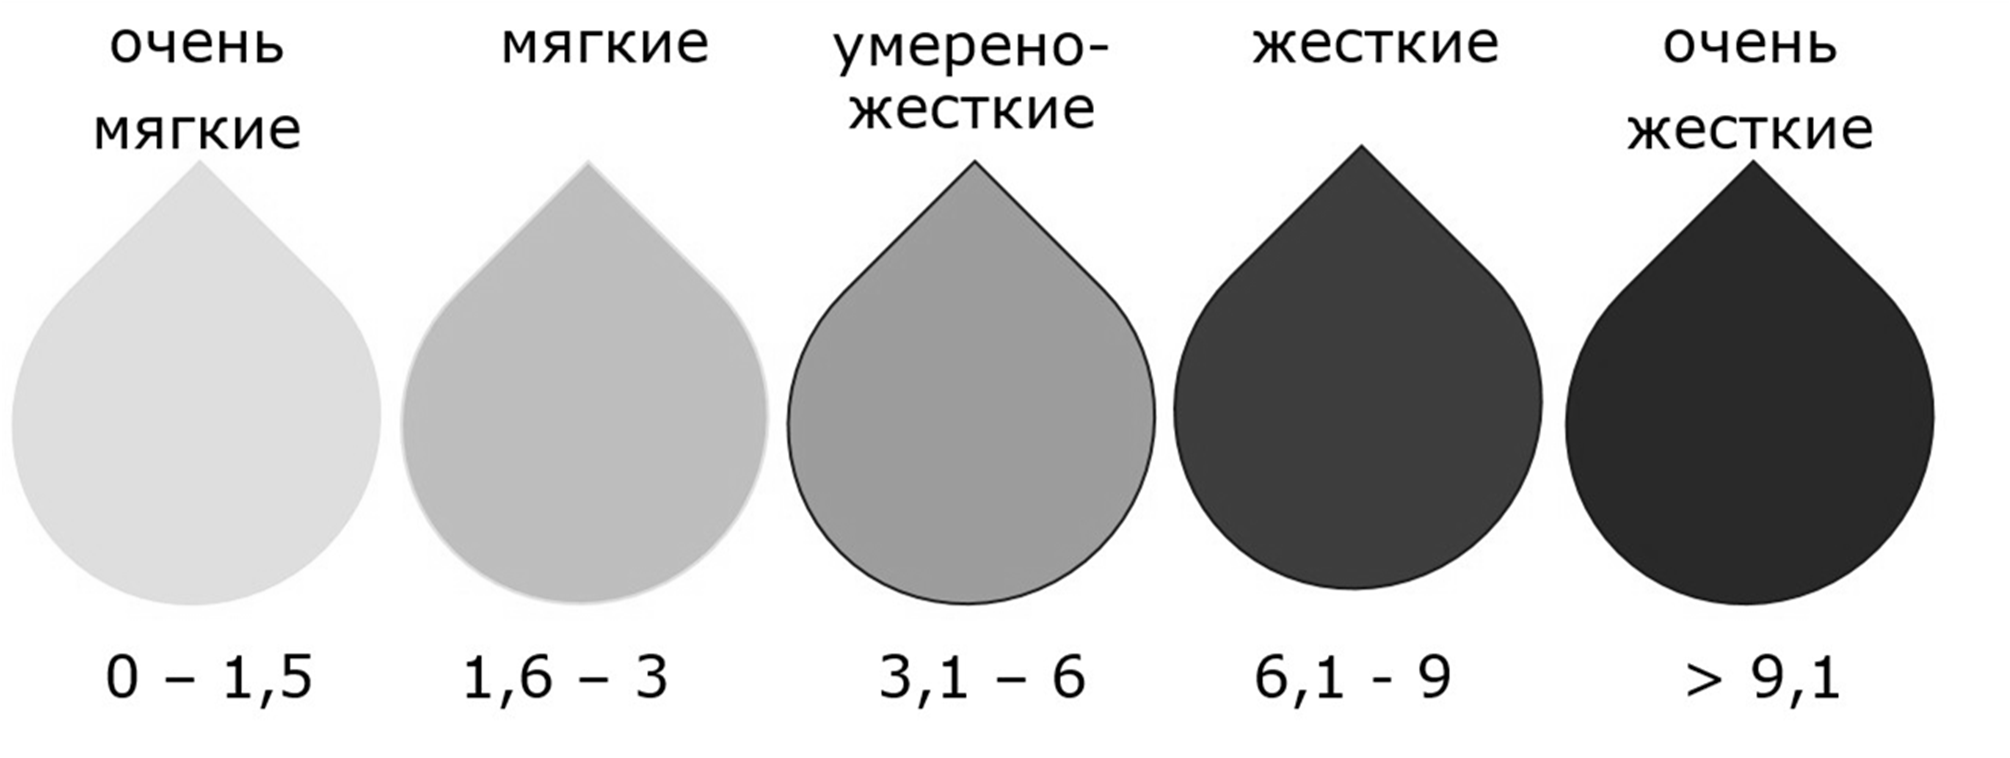 очень
мягкие
мягкие
умерено-
жесткие
жесткие
очень
жесткие
0 – 1,5
1,6 – 3
3,1 – 6
6,1 - 9
> 9,1